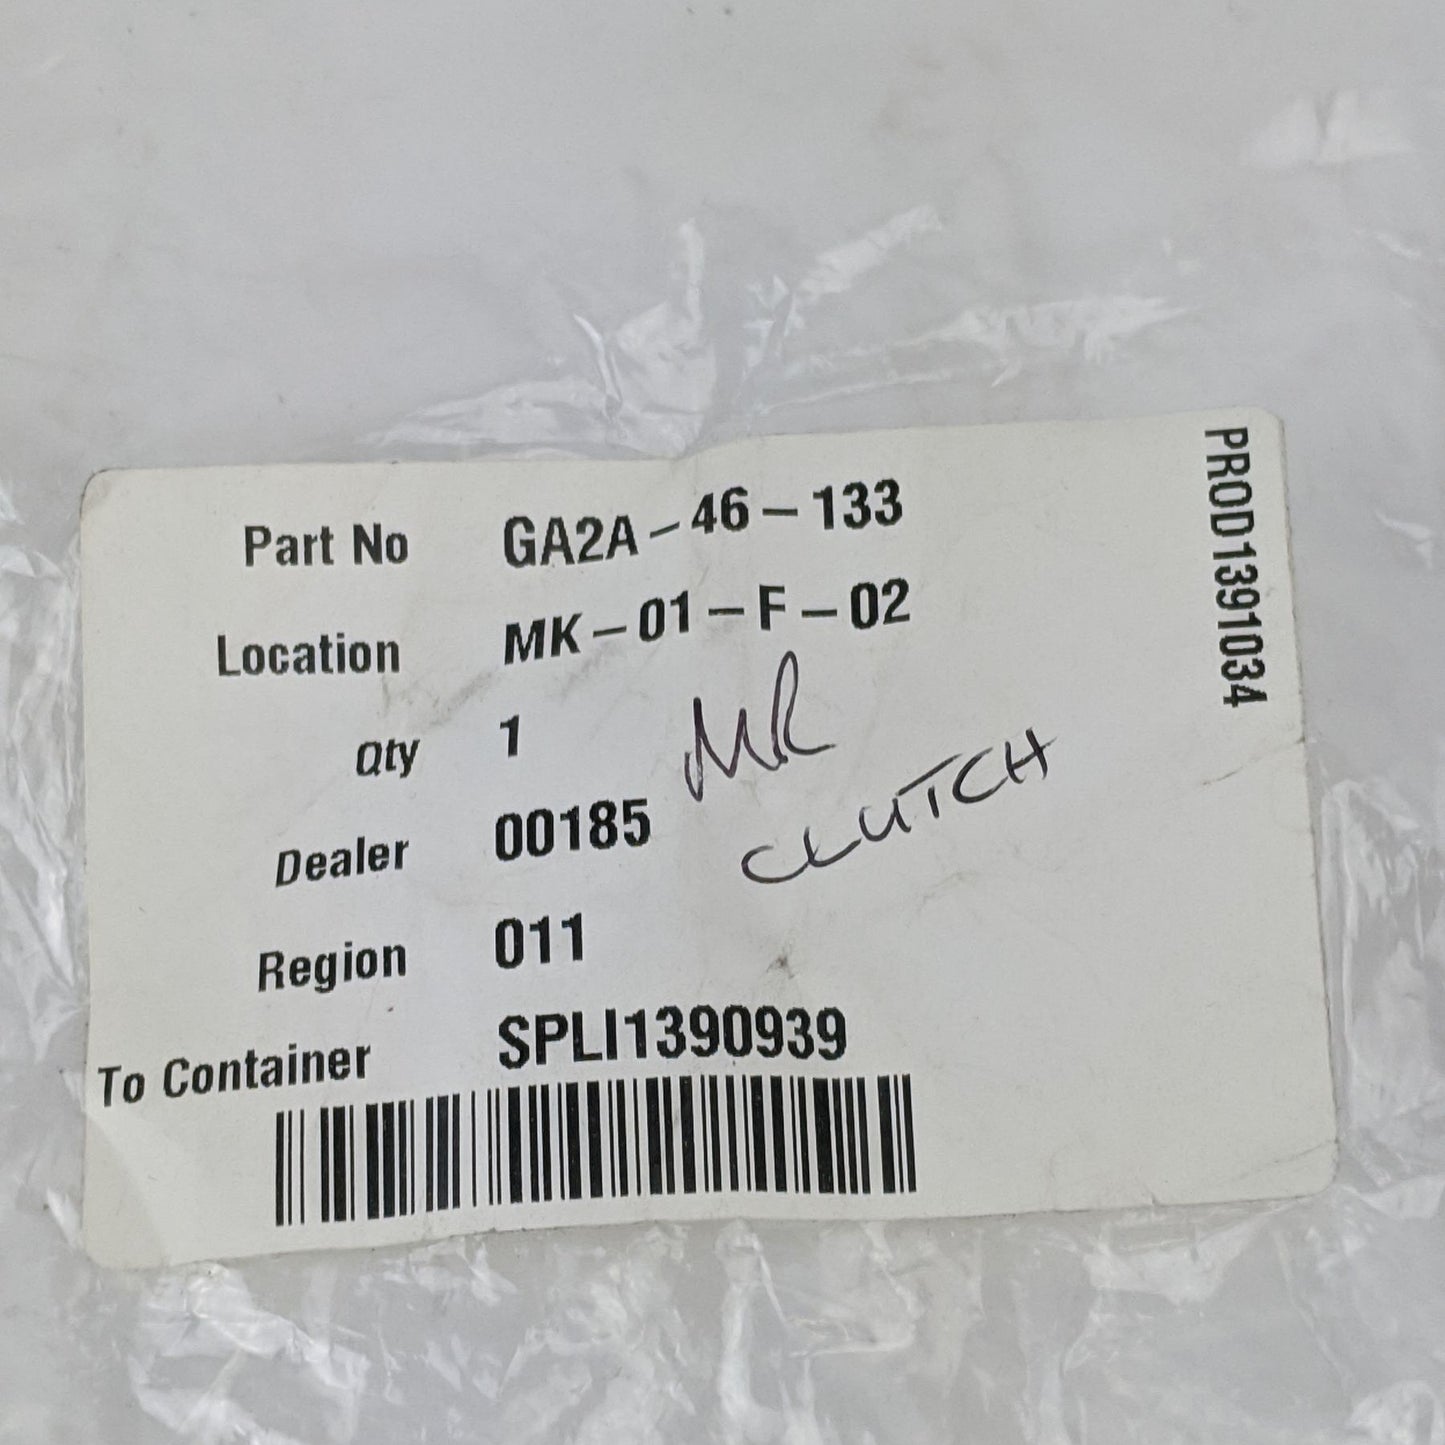 Part No GA2A-46-133
Location MK-01-F-02
Qty 1
MR
Dealer 00185
CLUTCH
Region 011
To Container SPLI1390939
PROD1391034